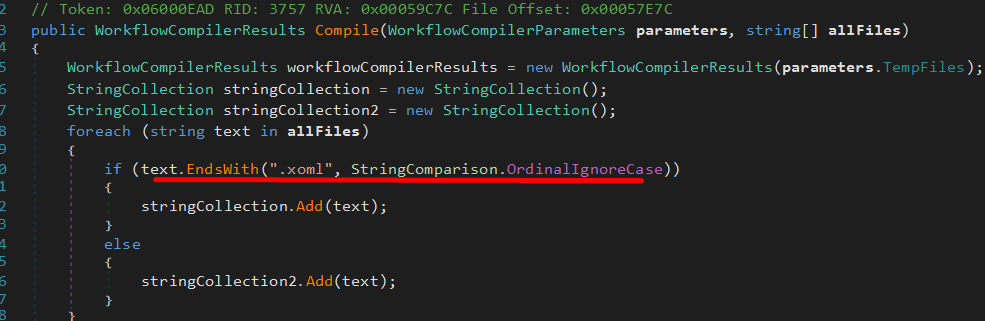 2 // Token: 0x06000EAD RID: 3757 RVA: 0x00059C7C File Offset: 0x00057E7C
3 public WorkflowCompilerResults Compile(WorkflowCompilerParameters parameters, string[] allFiles)
4 {
5 WorkflowCompilerResults workflowCompilerResults = new WorkflowCompilerResults(parameters.TempFiles);
6 StringCollection stringCollection = new StringCollection();
7 StringCollection stringCollection2 = new StringCollection();
8 foreach (string text in allFiles)
9 {
0 if (text.EndsWith(".xoml", StringComparison.OrdinalIgnoreCase))
1 {
2 stringCollection.Add(text);
3 }
4 else
5 {
6 stringCollection2.Add(text);
7 }
8 }